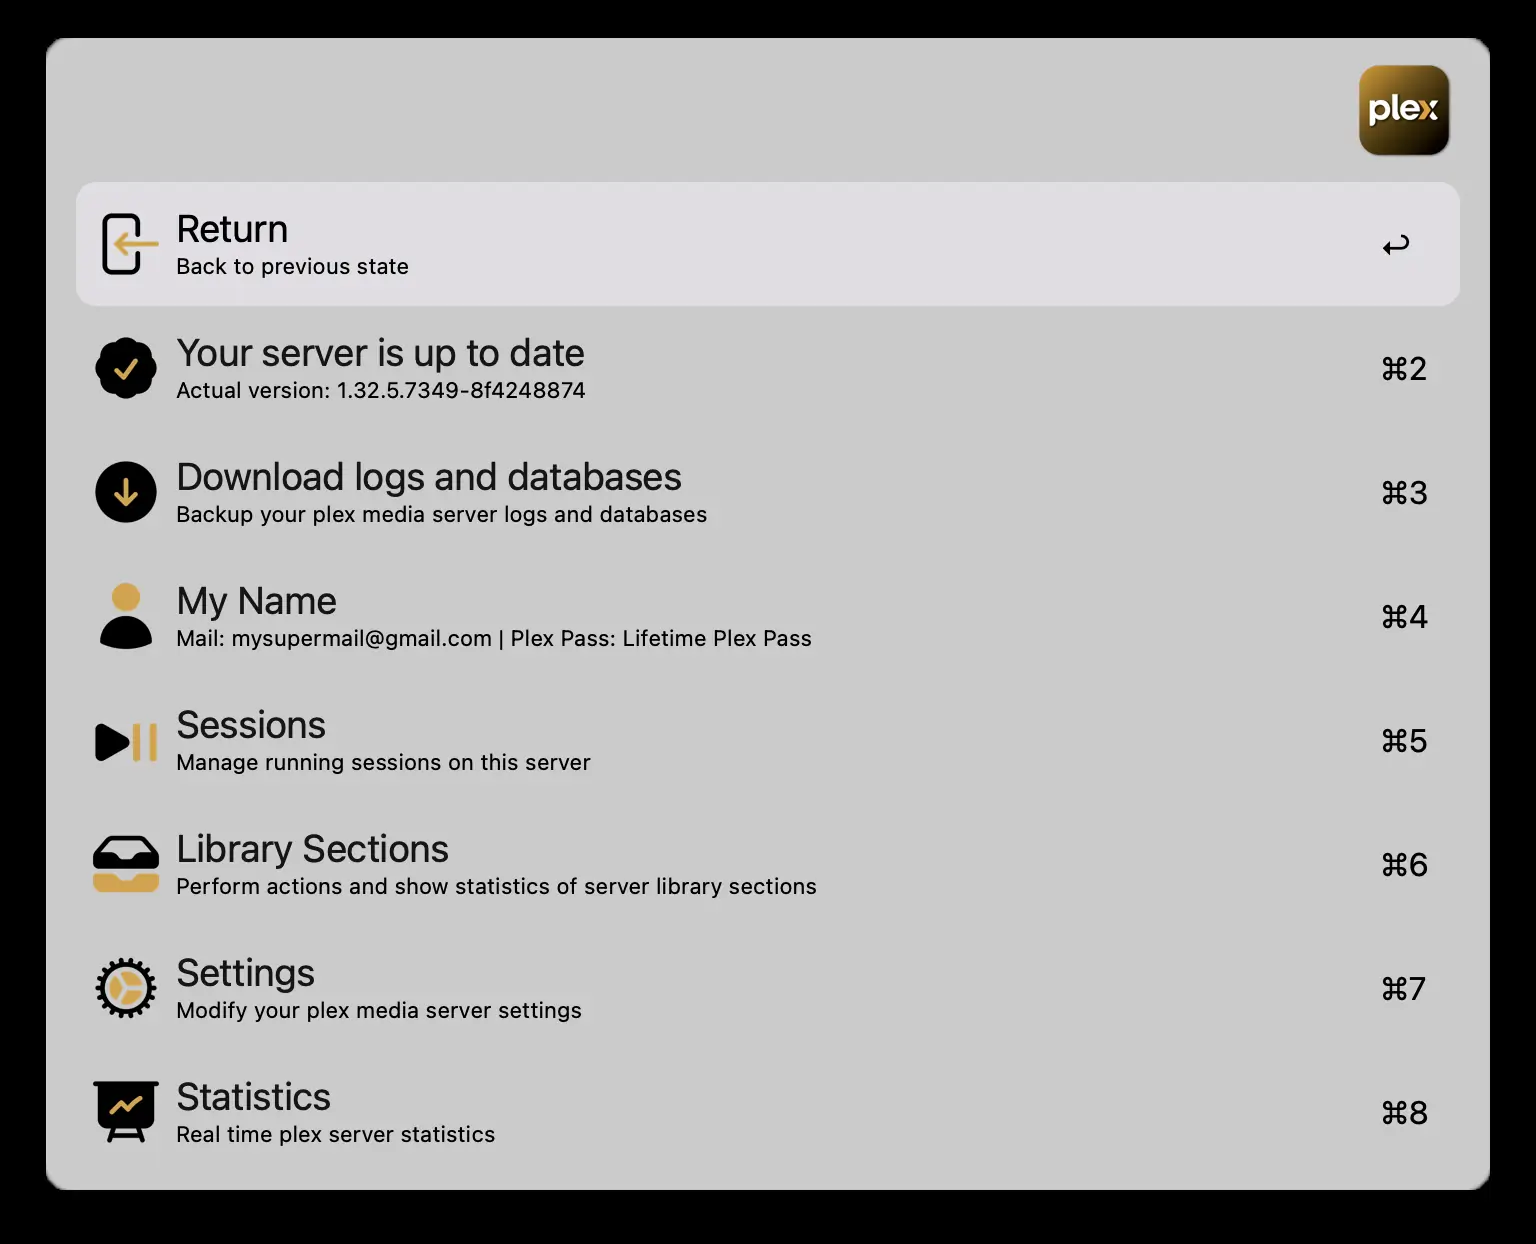 plex
Return
Back to previous state
↩
Your server is up to date
Actual version: 1.32.5.7349-8f4248874
⌘2
Download logs and databases
Backup your plex media server logs and databases
⌘3
My Name
Mail: mysupermail@gmail.com | Plex Pass: Lifetime Plex Pass
⌘4
Sessions
Manage running sessions on this server
⌘5
Library Sections
Perform actions and show statistics of server library sections
⌘6
Settings
Modify your plex media server settings
⌘7
Statistics
Real time plex server statistics
⌘8